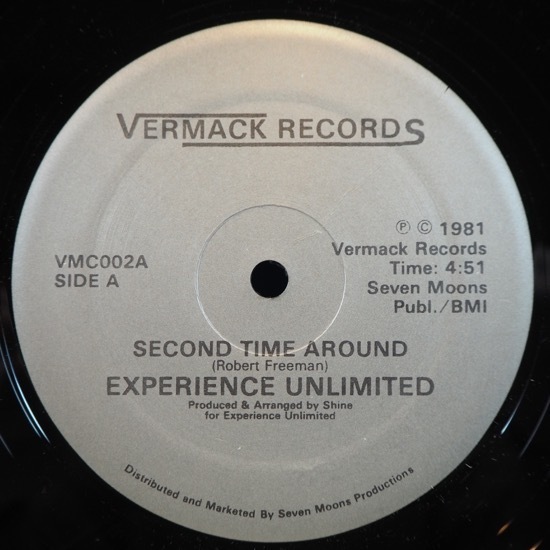 VERMACK RECORDS
VMC002A
SIDE A
Ⓟ © 1981
Vermack Records
Time: 4:51
Seven Moons
Publ./BMI
SECOND TIME AROUND
(Robert Freeman)
EXPERIENCE UNLIMITED
Produced & Arranged by Shine
for Experience Unlimited
Distributed and Marketed By Seven Moons Productions